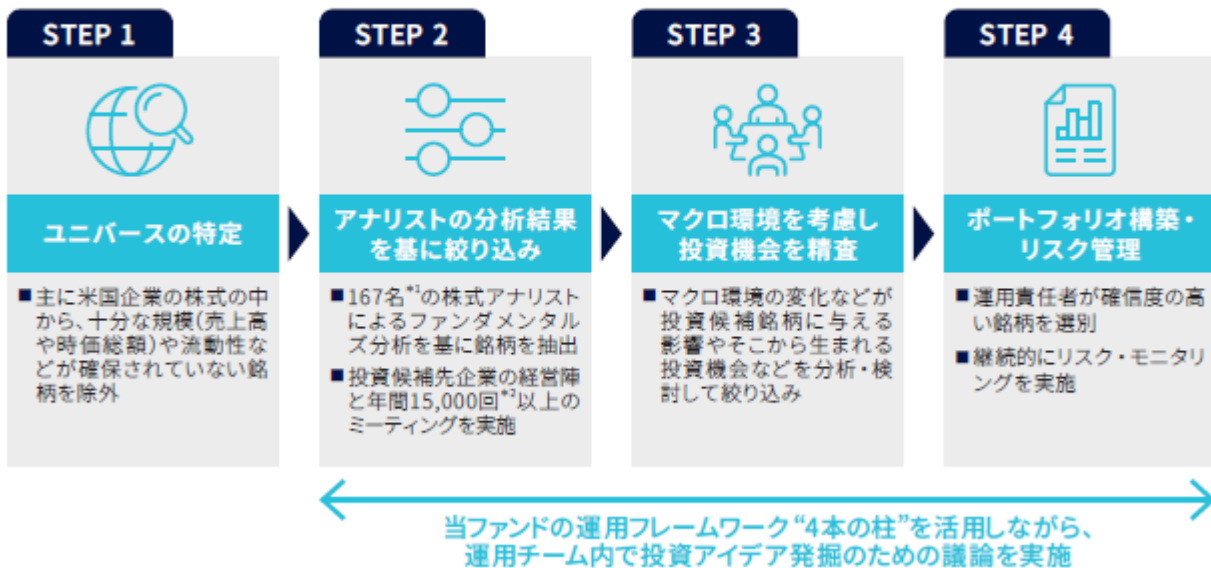 STEP 1
ユニバースの特定
■主に米国企業の株式の中
から、十分な規模(売上高
や時価総額)や流動性な
どが確保されていない銘
柄を除外
STEP 2
アナリストの分析結果
を基に絞り込み
■167名*1の株式アナリスト
によるファンダメンタル
ズ分析を基に銘柄を抽出
■投資候補先企業の経営陣
と年間15,000回*2以上の
ミーティングを実施
STEP 3
マクロ環境を考慮し
投資機会を精査
■マクロ環境の変化などが
投資候補銘柄に与える
影響やそこから生まれる
投資機会などを分析・検
討して絞り込み
STEP 4
ポートフォリオ構築・
リスク管理
■運用責任者が確信度の高
い銘柄を選別
■継続的にリスク・モニタリ
ングを実施
当ファンドの運用フレームワーク“4本の柱”を活用しながら、
運用チーム内で投資アイデア発掘のための議論を実施